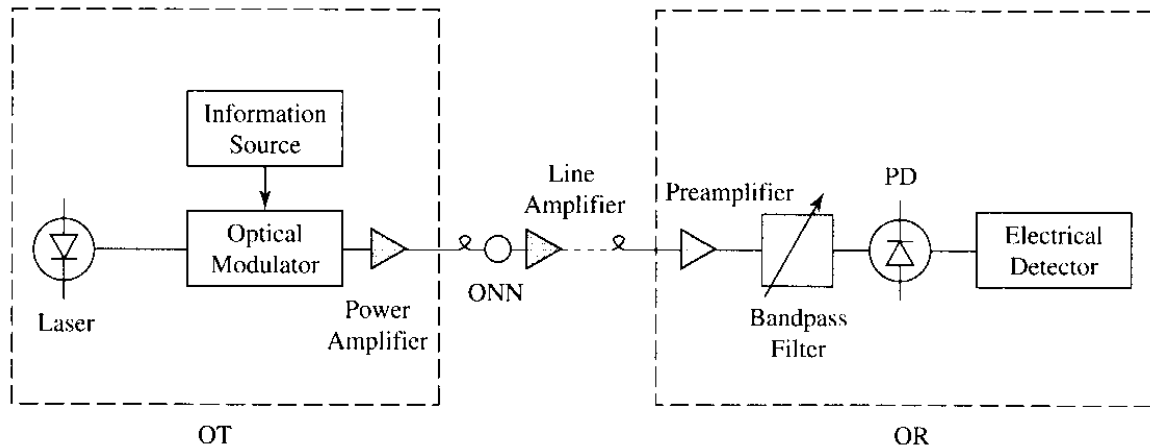 Information
Source
Laser
Optical
Modulator
Power
Amplifier
ONN
Line
Amplifier
Preamplifier
Bandpass
Filter
PD
Electrical
Detector
OT
OR